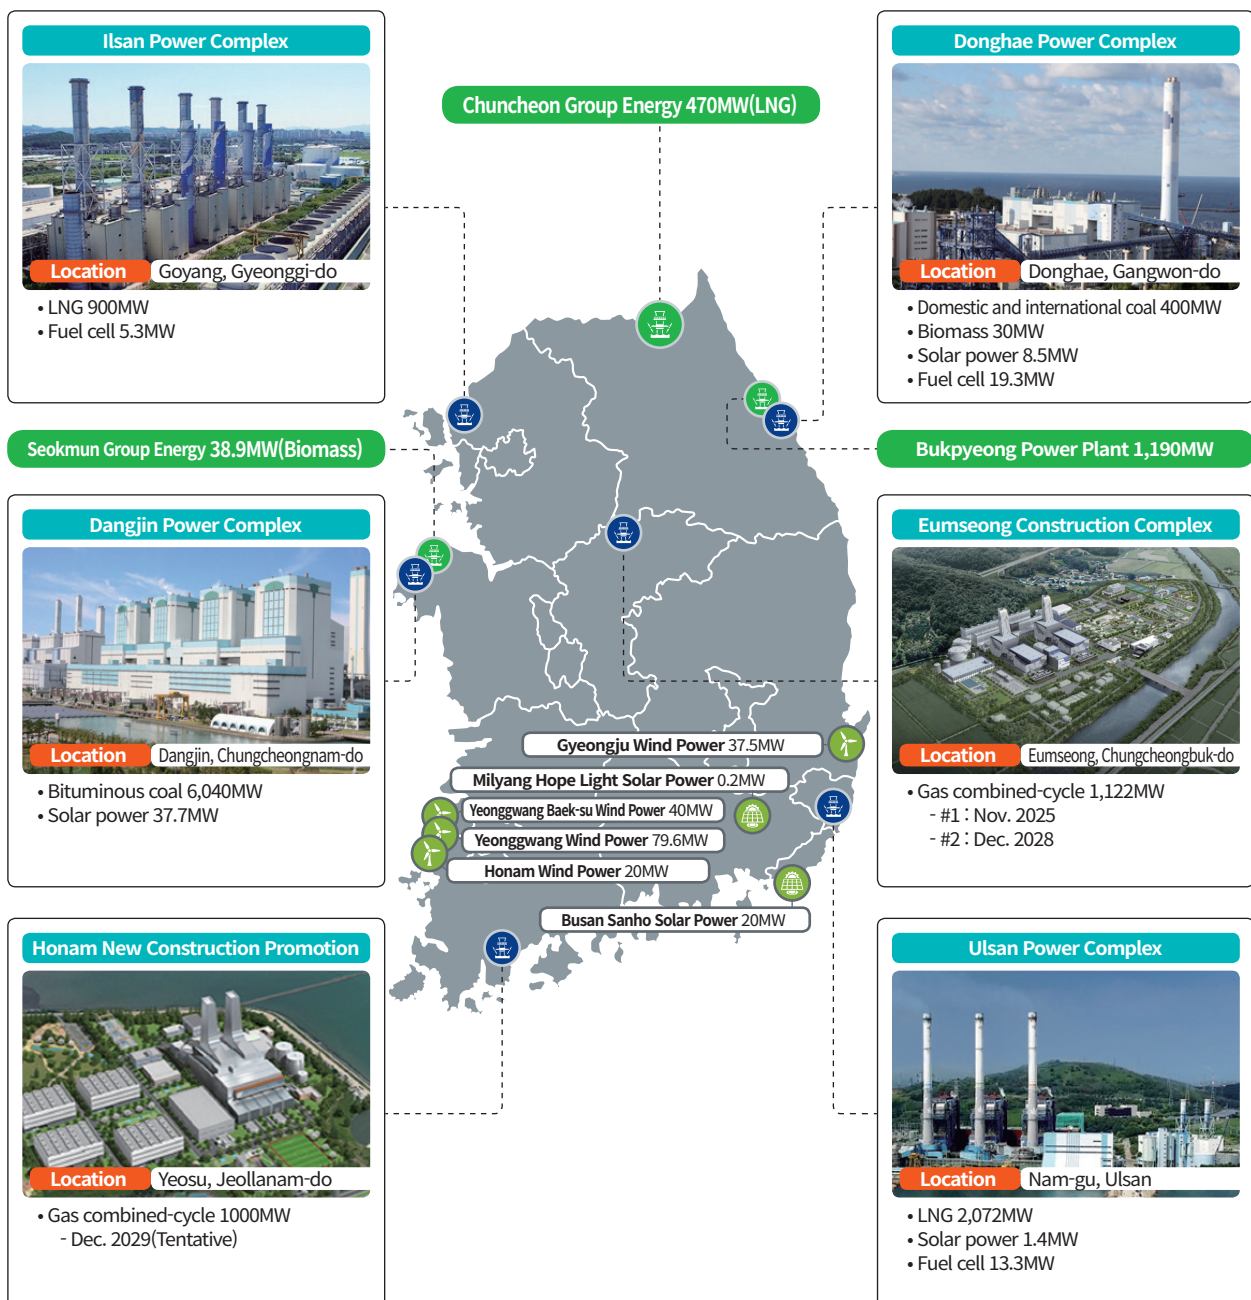 Ilsan Power Complex
Location Goyang, Gyeonggi-do
• LNG 900MW
• Fuel cell 5.3MW
Chuncheon Group Energy 470MW(LNG)
Donghae Power Complex
Location Donghae, Gangwon-do
• Domestic and international coal 400MW
• Biomass 30MW
• Solar power 8.5MW
• Fuel cell 19.3MW
Seokmun Group Energy 38.9MW(Biomass)
Bukpyeong Power Plant 1,190MW
Dangjin Power Complex
Location Dangjin, Chungcheongnam-do
• Bituminous coal 6,040MW
• Solar power 37.7MW
Eumseong Construction Complex
Location Eumseong, Chungcheongbuk-do
• Gas combined-cycle 1,122MW
- #1 : Nov. 2025
- #2 : Dec. 2028
Gyeongju Wind Power 37.5MW
Milyang Hope Light Solar Power 0.2MW
Yeonggwang Baek-su Wind Power 40MW
Yeonggwang Wind Power 79.6MW
Honam Wind Power 20MW
Busan Sanho Solar Power 20MW
Honam New Construction Promotion
Location Yeosu, Jeollanam-do
• Gas combined-cycle 1000MW
- Dec. 2029(Tentative)
Ulsan Power Complex
Location Nam-gu, Ulsan
• LNG 2,072MW
• Solar power 1.4MW
• Fuel cell 13.3MW